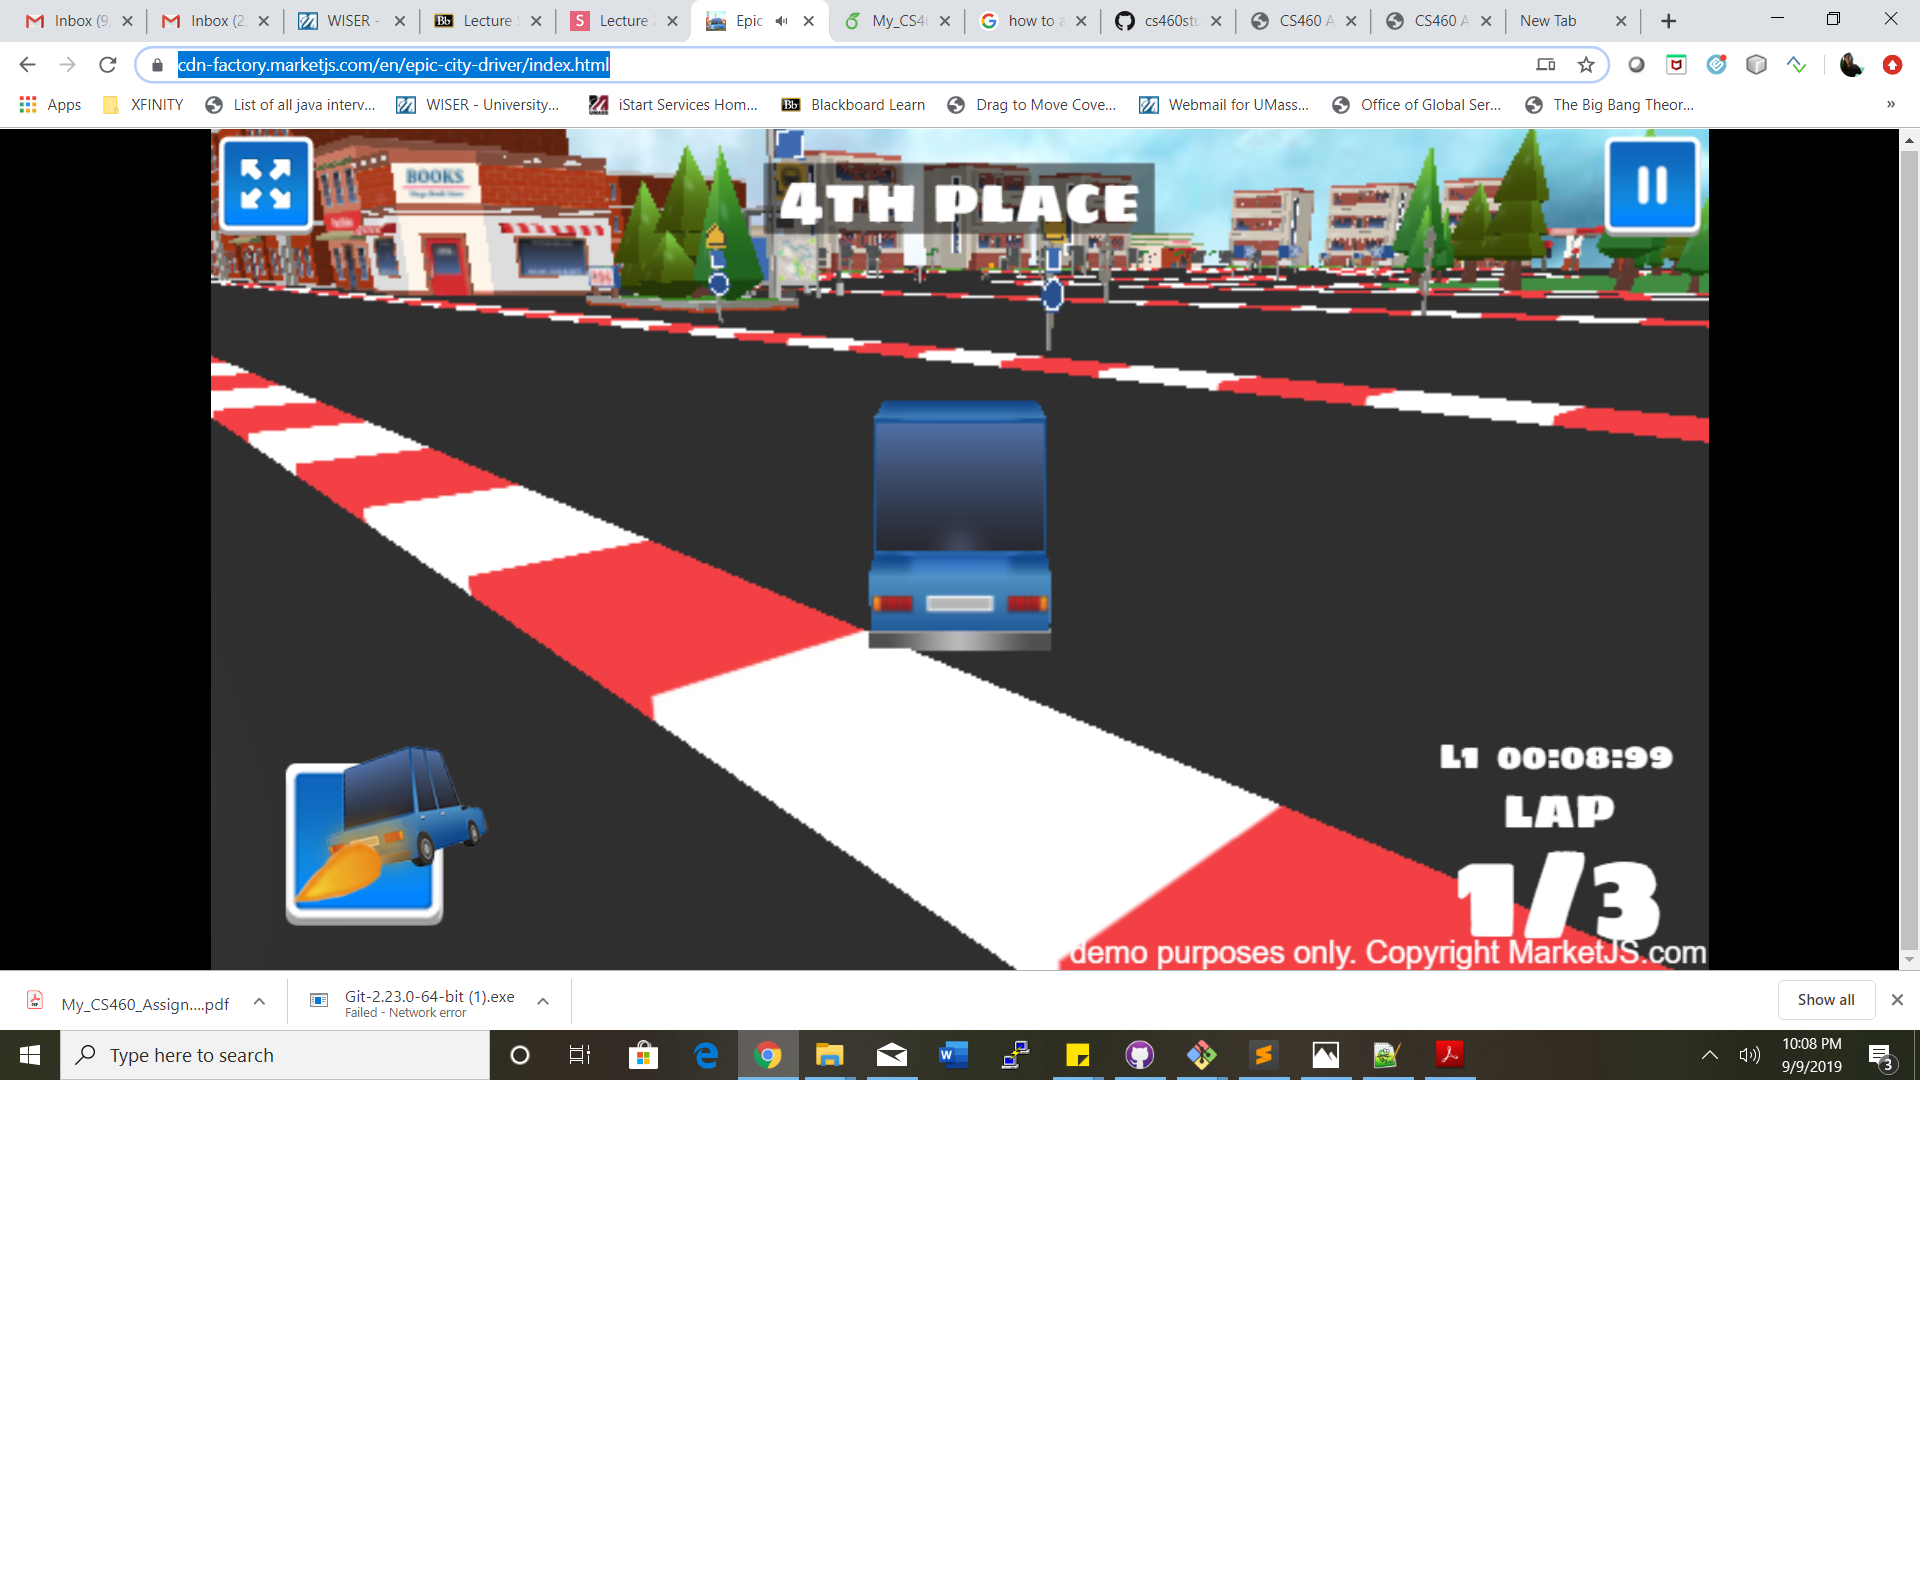 Inbox (9
Inbox (2
WISER -
Bb Lecture S
S Lecture 2
Epic
My_CS4
how to a
cs460stu
CS460 A
CS460 A
New Tab
cdn-factory.marketjs.com/en/epic-city-driver/index.html
Apps
XFINITY
List of all java interv...
WISER - University...
iStart Services Hom...
Bb Blackboard Learn
Drag to Move Cove...
Webmail for UMass...
Office of Global Ser...
The Big Bang Theor...
»
BOOKS
4TH PLACE
L1 00:08:99
LAP
1/3
demo purposes only. Copyright MarketJS.com
My_CS460_Assign....pdf
Git-2.23.0-64-bit (1).exe
Failed - Network error
Show all
Type here to search
10:08 PM
9/9/2019
3